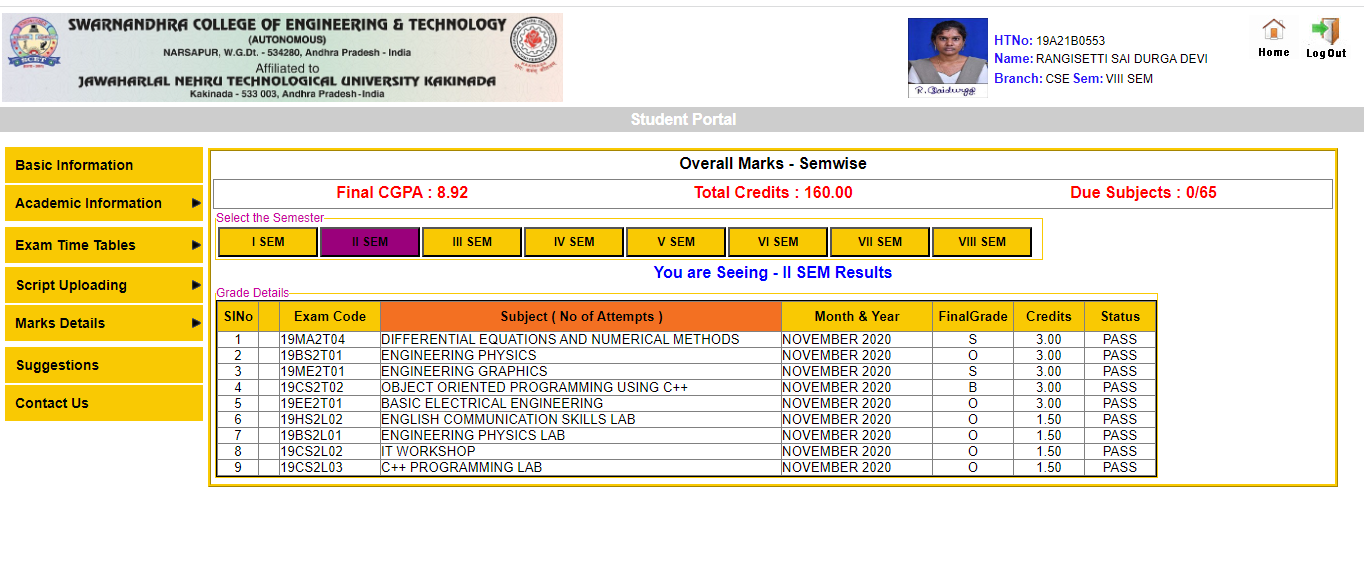 SWARNANDHRA COLLEGE OF ENGINEERING & TECHNOLOGY
(AUTONOMOUS)
NARSAPUR, W.G.Dt. - 534280, Andhra Pradesh - India
Affiliated to
JAWAHARLAL NEHRU TECHNOLOGICAL UNIVERSITY KAKINADA
Kakinada - 533 003, Andhra Pradesh-India
R. Saidurga
HTNo: 19A21B0553
Name: RANGISETTI SAI DURGA DEVI
Branch: CSE Sem: VIII SEM
Home
LogOut
Student Portal
Basic Information
Academic Information
Exam Time Tables
Script Uploading
Marks Details
Suggestions
Contact Us
Overall Marks - Semwise
Final CGPA : 8.92 Total Credits : 160.00 Due Subjects : 0/65
Select the Semester
I SEM II SEM III SEM IV SEM V SEM VI SEM VII SEM VIII SEM
You are Seeing - II SEM Results
Grade Details
SlNo Exam Code Subject ( No of Attempts ) Month & Year FinalGrade Credits Status
1 19MA2T04 DIFFERENTIAL EQUATIONS AND NUMERICAL METHODS NOVEMBER 2020 S 3.00 PASS
2 19BS2T01 ENGINEERING PHYSICS NOVEMBER 2020 O 3.00 PASS
3 19ME2T01 ENGINEERING GRAPHICS NOVEMBER 2020 S 3.00 PASS
4 19CS2T02 OBJECT ORIENTED PROGRAMMING USING C++ NOVEMBER 2020 B 3.00 PASS
5 19EE2T01 BASIC ELECTRICAL ENGINEERING NOVEMBER 2020 O 3.00 PASS
6 19HS2L02 ENGLISH COMMUNICATION SKILLS LAB NOVEMBER 2020 O 1.50 PASS
7 19BS2L01 ENGINEERING PHYSICS LAB NOVEMBER 2020 O 1.50 PASS
8 19CS2L02 IT WORKSHOP NOVEMBER 2020 O 1.50 PASS
9 19CS2L03 C++ PROGRAMMING LAB NOVEMBER 2020 O 1.50 PASS